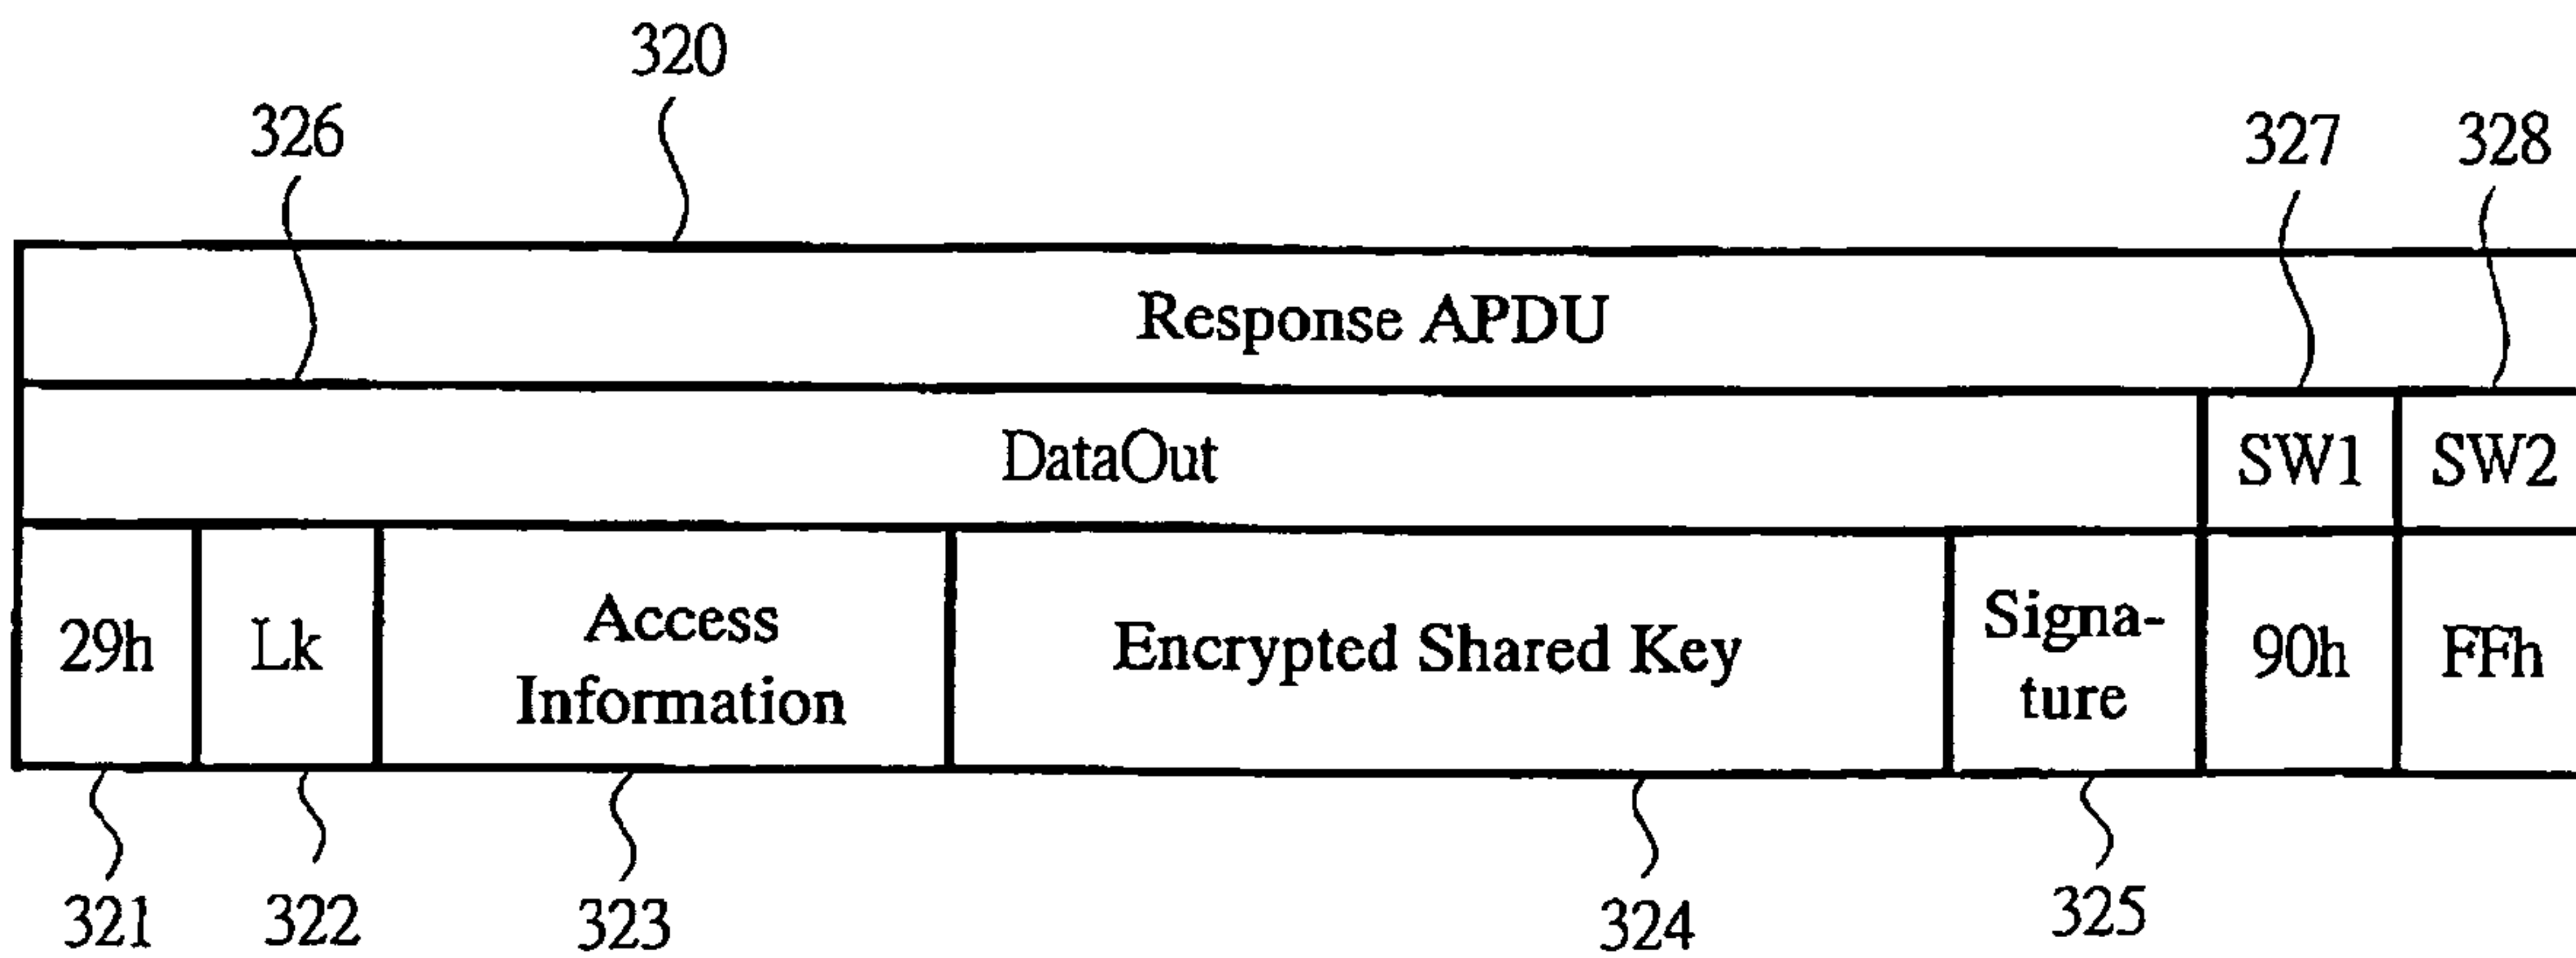 320
326
327
328
Response APDU
DataOut
SW1
SW2
29h
Lk
Access
Information
Encrypted Shared Key
Signa-
ture
90h
FFh
321
322
323
324
325